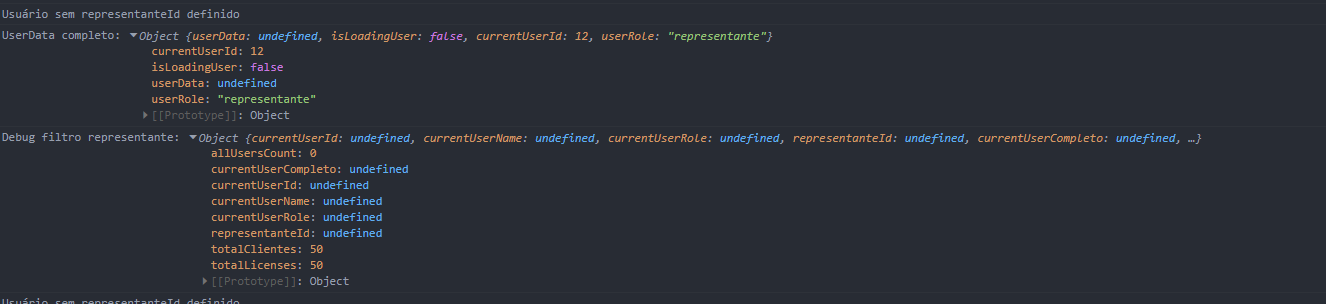 Usuário sem representanteId definido
UserData completo: ▼Object {userData: undefined, isLoadingUser: false, currentUserId: 12, userRole: "representante"}
currentUserId: 12
isLoadingUser: false
userData: undefined
userRole: "representante"
▶[[Prototype]]: Object
Debug filtro representante: ▼Object {currentUserId: undefined, currentUserName: undefined, currentUserRole: undefined, representanteId: undefined, currentUserCompleto: undefined, …}
allUsersCount: 0
currentUserCompleto: undefined
currentUserId: undefined
currentUserName: undefined
currentUserRole: undefined
representanteId: undefined
totalClientes: 50
totalLicenses: 50
▶[[Prototype]]: Object
Usuário sem representanteId definido